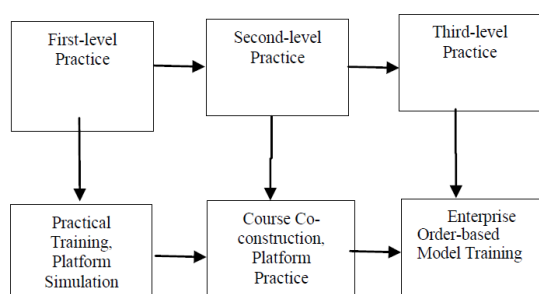 First-level
Practice
Second-level
Practice
Third-level
Practice
Practical
Training,
Platform
Simulation
Course Co-
construction,
Platform
Practice
Enterprise
Order-based
Model Training